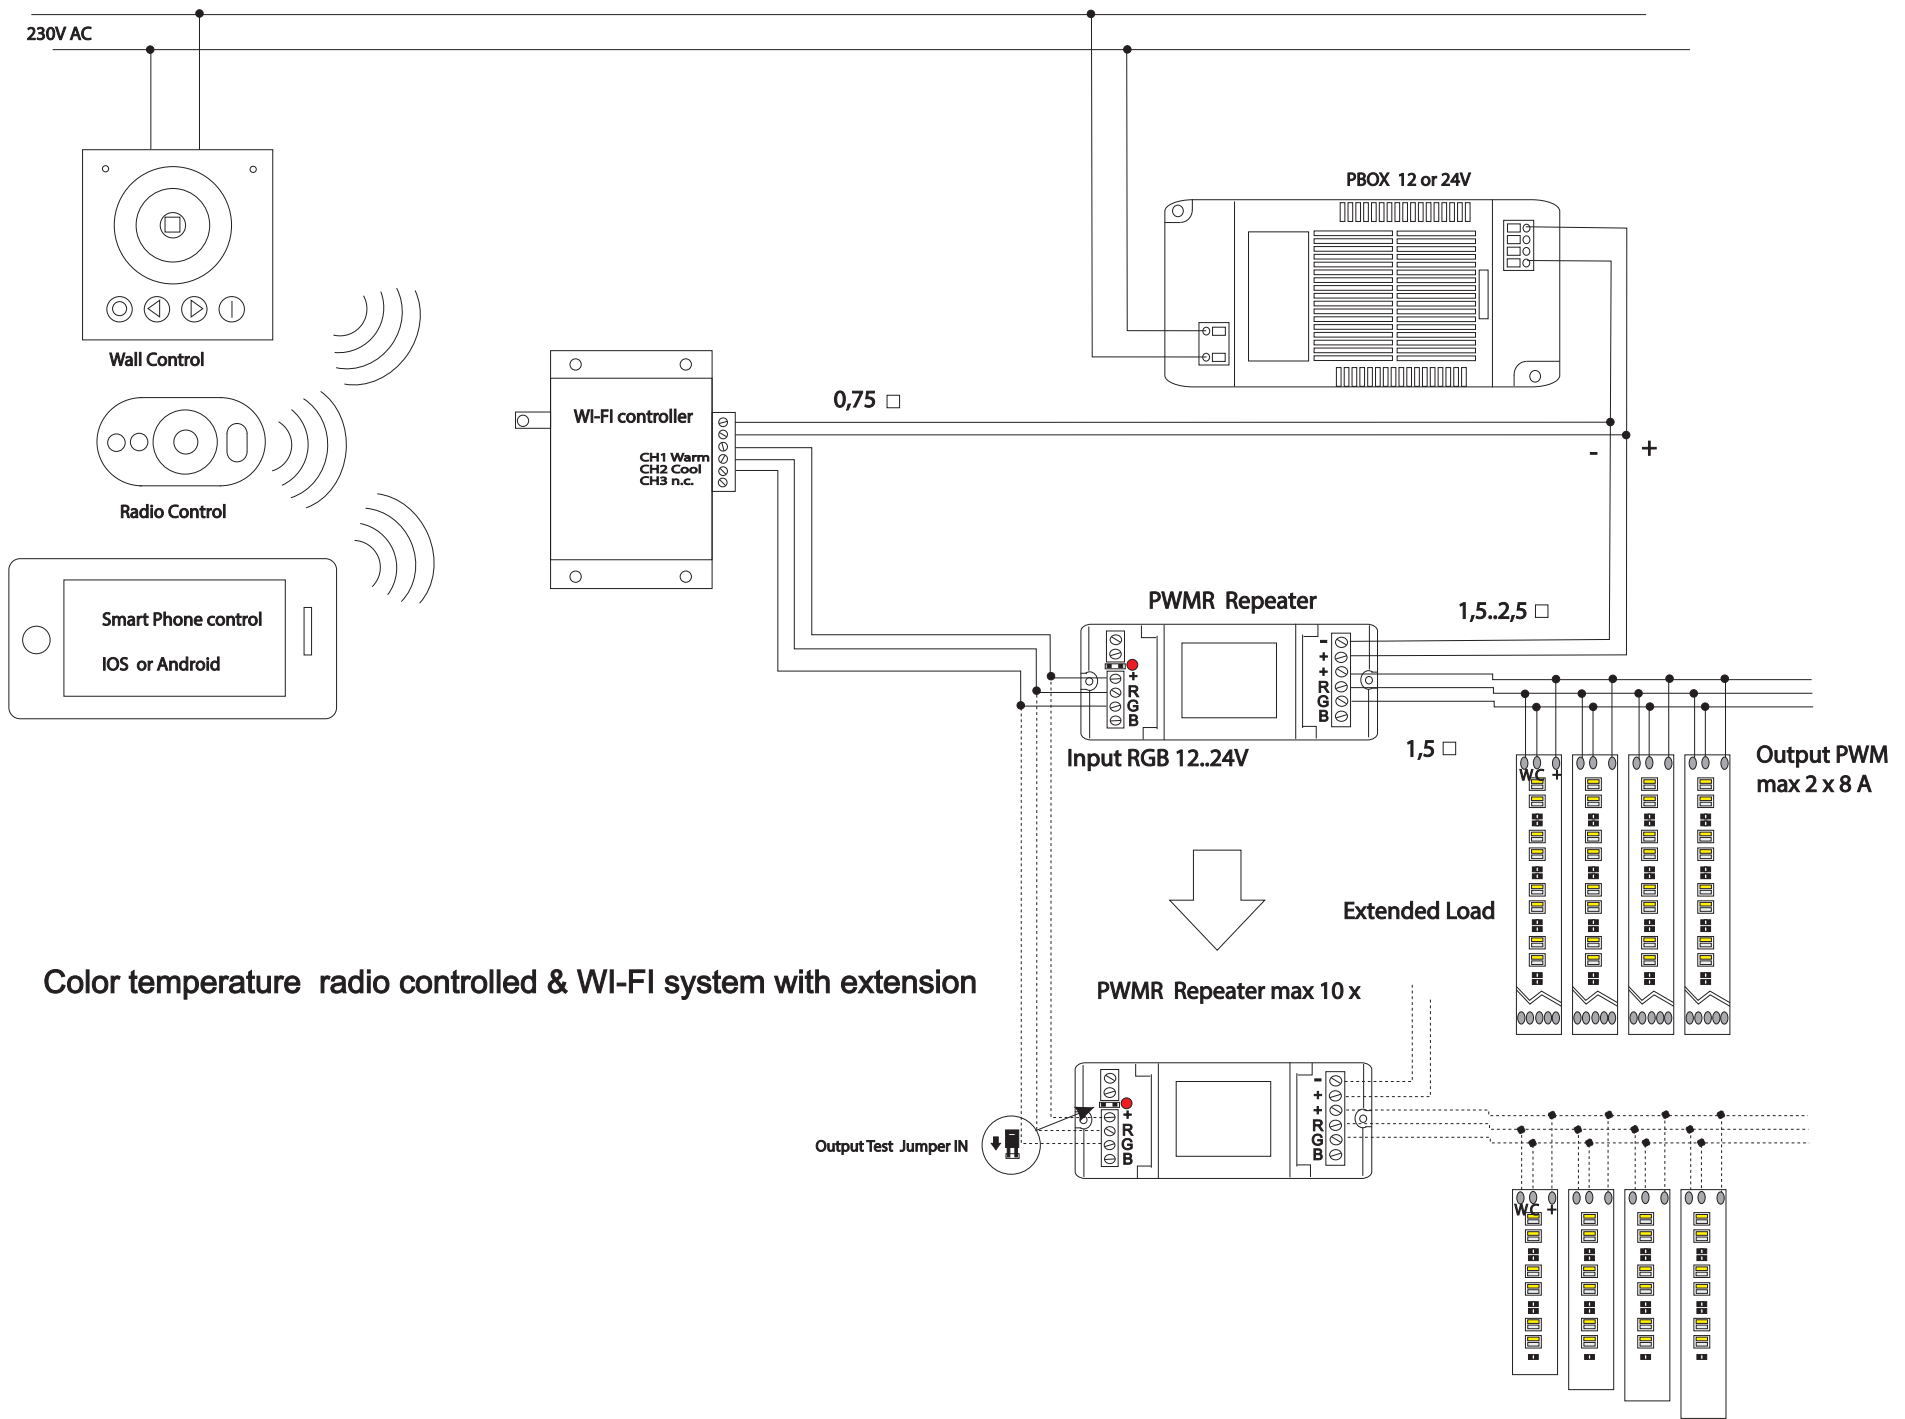 230V AC
PBOX 12 or 24V
Wall Control
0,75 □
WI-FI controller
CH1 Warm
CH2 Cool
CH3 n.c.
- +
Radio Control
Smart Phone control
IOS or Android
PWMR Repeater
1,5..2,5 □
+
R
G
B
-
+
+
R
G
B
Input RGB 12..24V
1,5 □
WC +
Output PWM
max 2 x 8 A
Extended Load
Color temperature radio controlled & WI-FI system with extension
PWMR Repeater max 10 x
+
R
G
B
-
+
+
R
G
B
Output Test Jumper IN
WC +